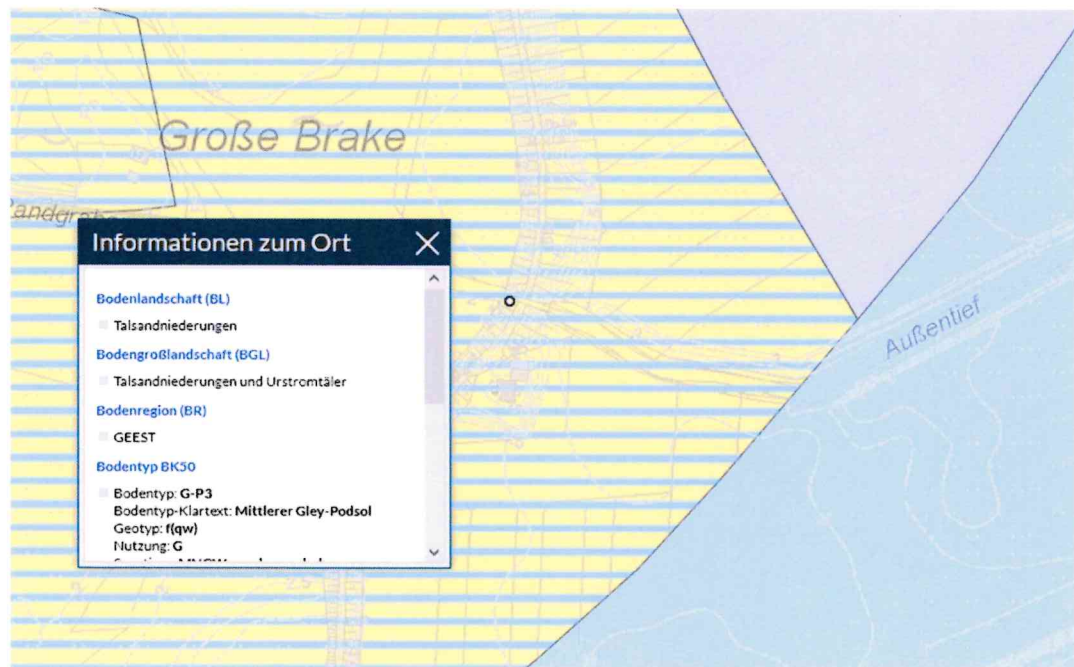 Große Brake
Informationen zum Ort
Bodenlandschaft (BL)
Talsandniederungen
Bodengroßlandschaft (BGL)
Talsandniederungen und Urstromtäler
Bodenregion (BR)
GEEST
Bodentyp BK50
Bodentyp: G-P3
Bodentyp-Klartext: Mittlerer Gley-Podsol
Geotyp: f(qw)
Nutzung: G
Außentief